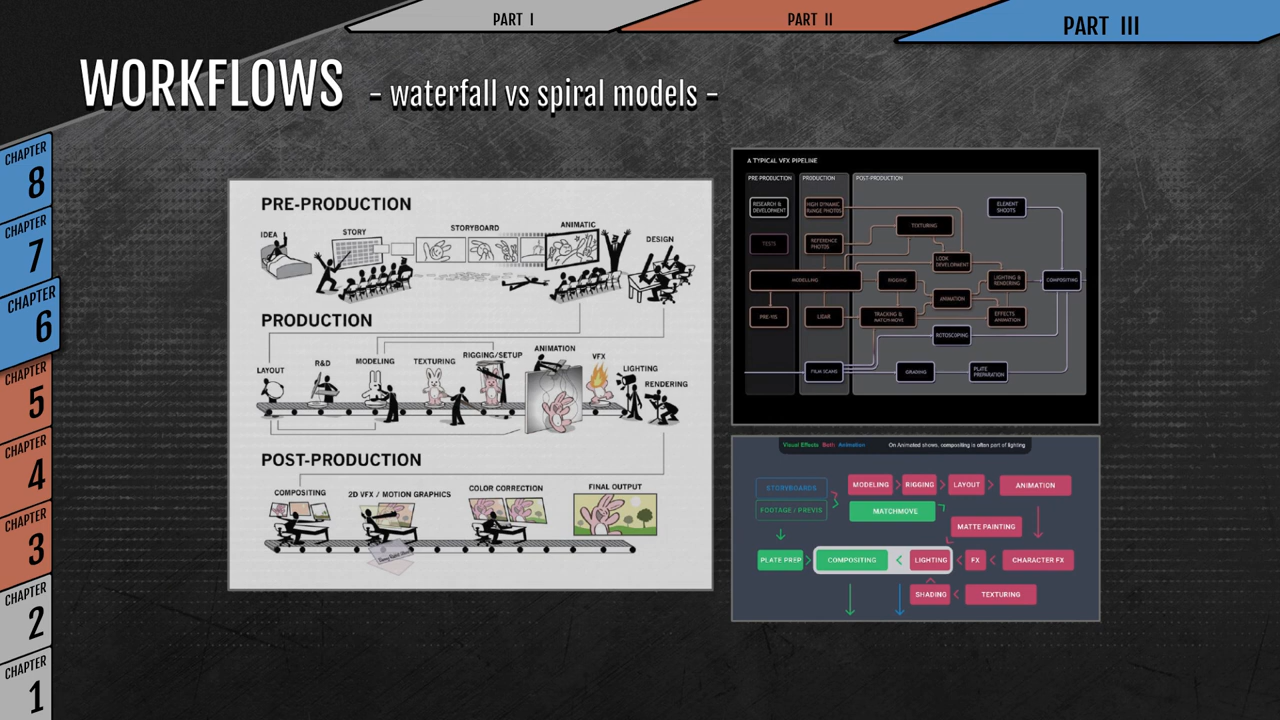 PART I
PART II
PART III
WORKFLOWS - waterfall vs spiral models -
CHAPTER
8
CHAPTER
7
CHAPTER
6
CHAPTER
5
CHAPTER
4
CHAPTER
3
CHAPTER
2
CHAPTER
1
PRE-PRODUCTION
IDEA
STORY
STORYBOARD
ANIMATIC
DESIGN
PRODUCTION
LAYOUT
R&D
MODELING
TEXTURING
RIGGING/SETUP
ANIMATION
VFX
LIGHTING
RENDERING
POST-PRODUCTION
COMPOSITING
2D VFX / MOTION GRAPHICS
COLOR CORRECTION
FINAL OUTPUT
A TYPICAL VFX PIPELINE
PRE-PRODUCTION
PRODUCTION
POST-PRODUCTION
RESEARCH &
DEVELOPMENT
HIGH DYNAMIC
RANGE PHOTOS
ELEMENT
SHOOTS
TEXTURING
TESTS
REFERENCE
PHOTOS
LOOK
DEVELOPMENT
MODELLING
RIGGING
LIGHTING &
RENDERING
COMPOSITING
ANIMATION
PRE-VIS
LIDAR
TRACKING &
MATCH-MOVE
EFFECTS
ANIMATION
ROTOSCOPING
FILM SCANS
GRADING
PLATE
PREPARATION
Visual Effects Both Animation
On Animated shows, compositing is often part of lighting
STORYBOARDS
MODELING
RIGGING
LAYOUT
ANIMATION
FOOTAGE / PREVIS
MATCHMOVE
MATTE PAINTING
PLATE PREP
COMPOSITING
LIGHTING
FX
CHARACTER FX
SHADING
TEXTURING